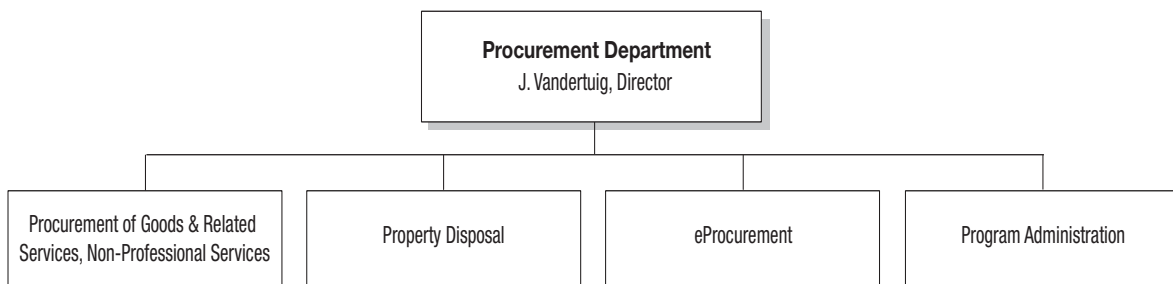 Procurement Department
J. Vandertuig, Director
Procurement of Goods & Related
Services, Non-Professional Services
Property Disposal
eProcurement
Program Administration